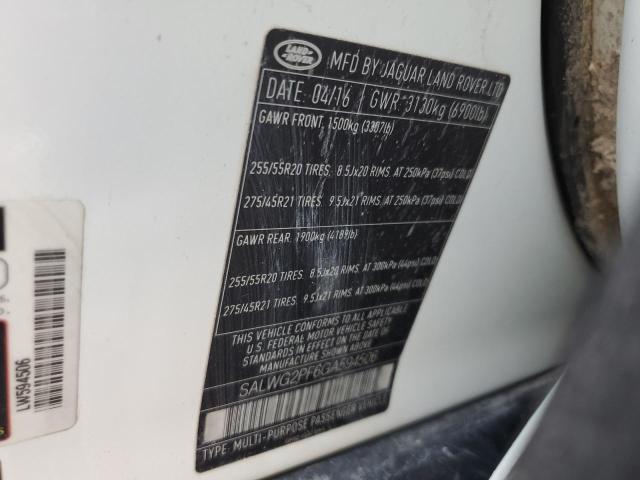 LAND ROVER
MFD BY JAGUAR LAND ROVER LTD
DATE: 04/16 GWR: 3130kg (6900lb)
GAWR FRONT: 1500kg (3307lb)
255/55R20 TIRES. 8.5Jx20 RIMS. AT 250kPa (37psi) COLD
275/45R21 TIRES. 9.5Jx21 RIMS. AT 250kPa (37psi) COLD
GAWR REAR: 1900kg (4189lb)
255/55R20 TIRES. 8.5Jx20 RIMS. AT 300kPa (44psi) COLD
275/45R21 TIRES. 9.5Jx21 RIMS. AT 300kPa (44psi) COLD
THIS VEHICLE CONFORMS TO ALL APPLICABLE
U.S. FEDERAL MOTOR VEHICLE SAFETY AND
STANDARDS IN EFFECT ON THE DATE OF
MANUFACTURE SHOWN ABOVE
SALWG2PF6GA594506
TYPE: MULTI-PURPOSE PASSENGER VEHICLE
LW594506